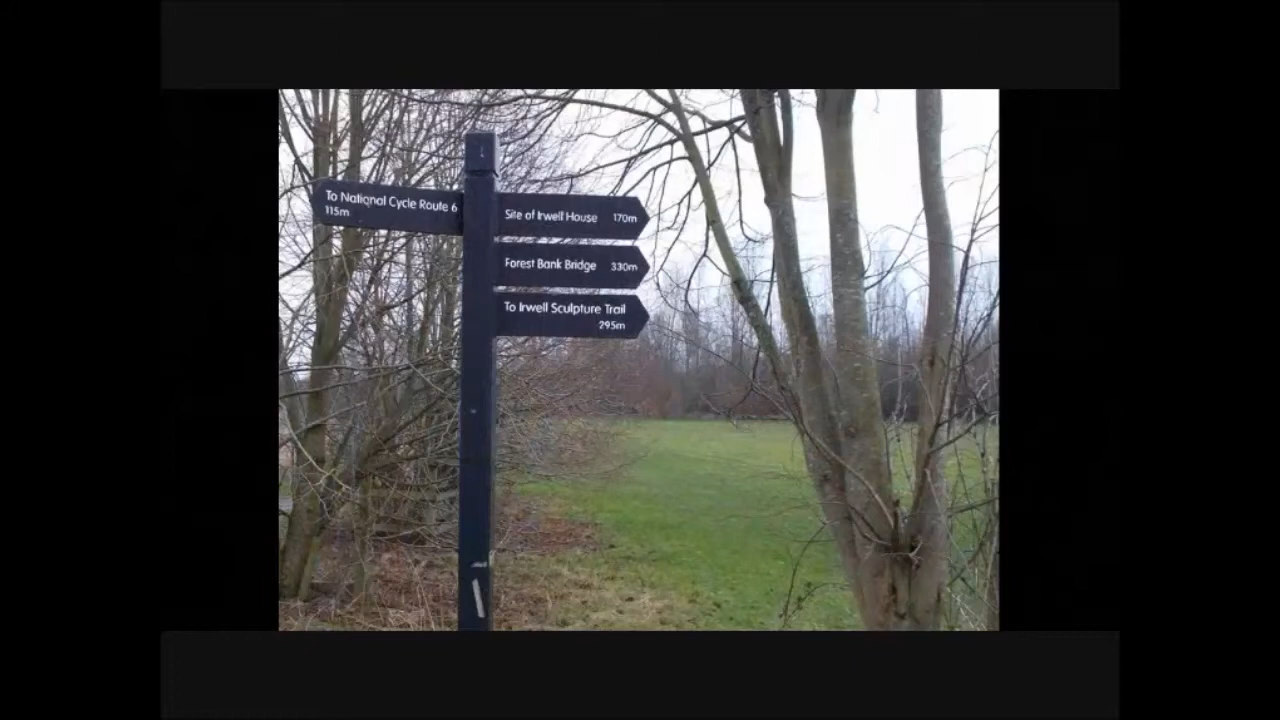 To National Cycle Route 6
115m
Site of Irwell House 170m
Forest Bank Bridge 330m
To Irwell Sculpture Trail
295m